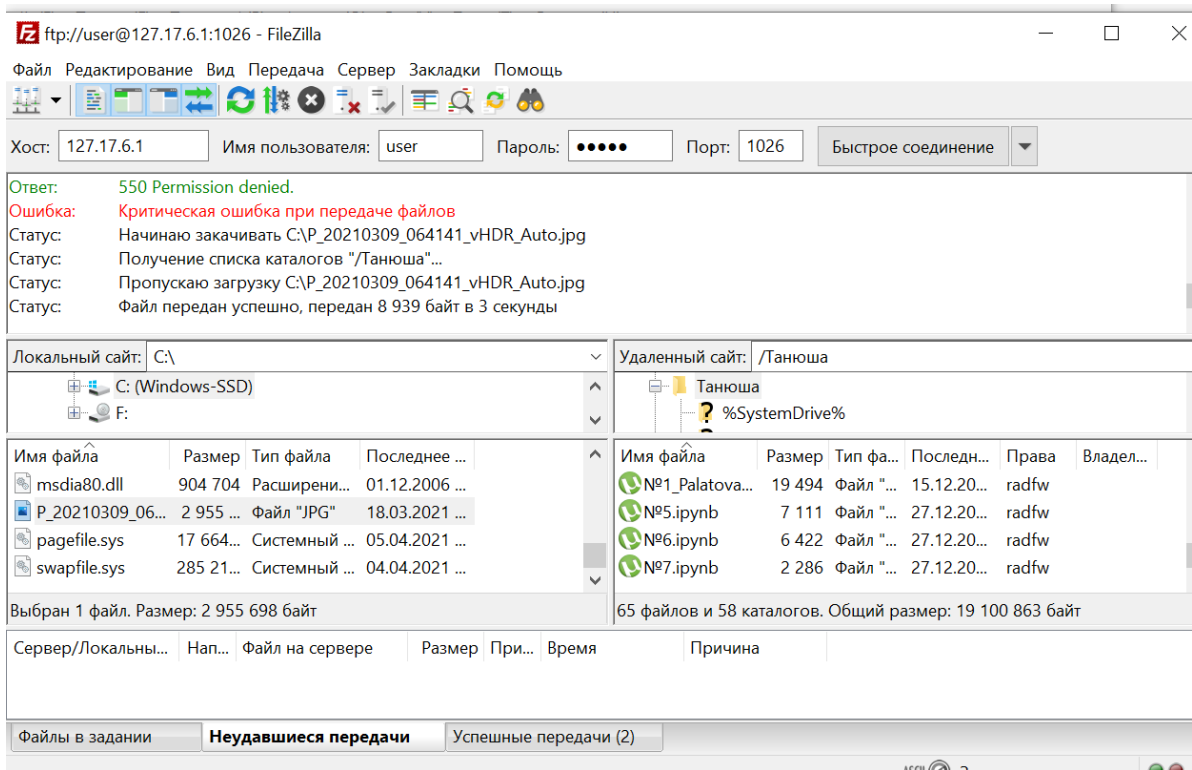 ftp://user@127.17.6.1:1026 - FileZilla
Файл Редактирование Вид Передача Сервер Закладки Помощь
Хост: 127.17.6.1 Имя пользователя: user Пароль: ●●●●● Порт: 1026 Быстрое соединение
Ответ: 550 Permission denied.
Ошибка: Критическая ошибка при передаче файлов
Статус: Начинаю закачивать C:\P_20210309_064141_vHDR_Auto.jpg
Статус: Получение списка каталогов "/Танюша"...
Статус: Пропускаю загрузку C:\P_20210309_064141_vHDR_Auto.jpg
Статус: Файл передан успешно, передан 8 939 байт в 3 секунды
Локальный сайт: C:\
C: (Windows-SSD)
F:
Удаленный сайт: /Танюша
Танюша
%SystemDrive%
Имя файла Размер Тип файла Последнее ...
msdia80.dll 904 704 Расширени... 01.12.2006 ...
P_20210309_06... 2 955 ... Файл "JPG" 18.03.2021 ...
pagefile.sys 17 664... Системный ... 05.04.2021 ...
swapfile.sys 285 21... Системный ... 04.04.2021 ...
Выбран 1 файл. Размер: 2 955 698 байт
Имя файла Размер Тип фа... Последн... Права Владел...
№1_Palatova... 19 494 Файл "... 15.12.20... radfw
№5.ipynb 7 111 Файл "... 27.12.20... radfw
№6.ipynb 6 422 Файл "... 27.12.20... radfw
№7.ipynb 2 286 Файл "... 27.12.20... radfw
65 файлов и 58 каталогов. Общий размер: 19 100 863 байт
Сервер/Локальны... Нап... Файл на сервере Размер При... Время Причина
Файлы в задании Неудавшиеся передачи Успешные передачи (2)